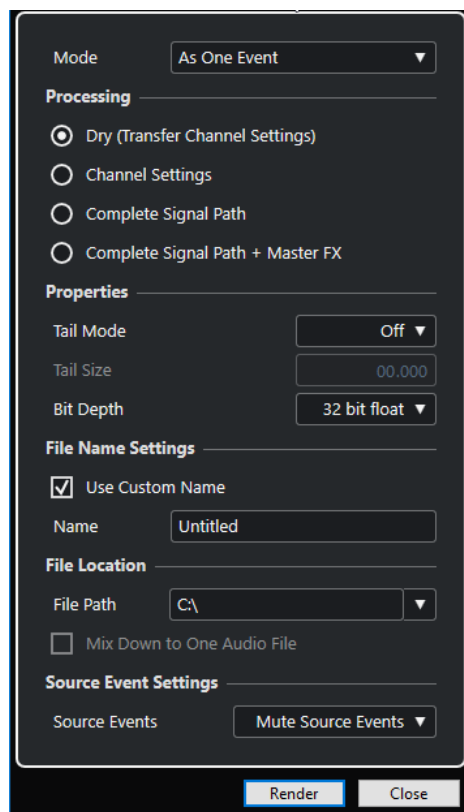 Mode As One Event
Processing
Dry (Transfer Channel Settings)
Channel Settings
Complete Signal Path
Complete Signal Path + Master FX
Properties
Tail Mode Off
Tail Size 00.000
Bit Depth 32 bit float
File Name Settings
Use Custom Name
Name Untitled
File Location
File Path C:\
Mix Down to One Audio File
Source Event Settings
Source Events Mute Source Events
Render Close